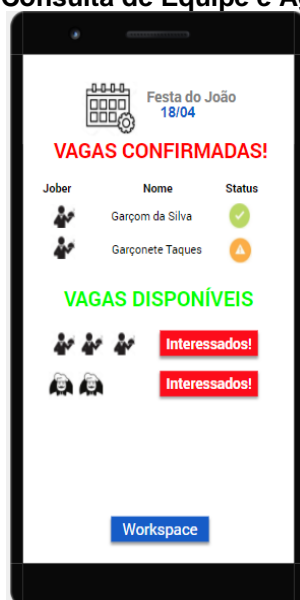 Consulta de Equipe e
Festa do João
18/04
VAGAS CONFIRMADAS!
Jober Nome Status
Garçom da Silva
Garçonete Taques
VAGAS DISPONÍVEIS
Interessados!
Interessados!
Workspace